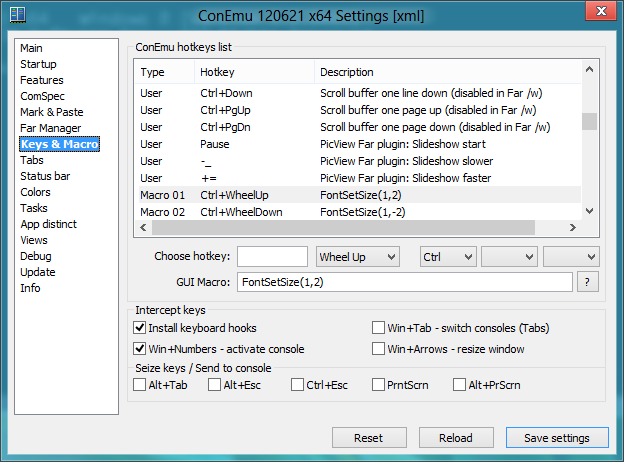 ConEmu 120621 x64 Settings [xml]
Main
Startup
Features
ComSpec
Mark & Paste
Far Manager
Keys & Macro
Tabs
Status bar
Colors
Tasks
App distinct
Views
Debug
Update
Info
ConEmu hotkeys list
Type Hotkey Description
User Ctrl+Down Scroll buffer one line down (disabled in Far /w)
User Ctrl+PgUp Scroll buffer one page up (disabled in Far /w)
User Ctrl+PgDn Scroll buffer one page down (disabled in Far /w)
User Pause PicView Far plugin: Slideshow start
User -_ PicView Far plugin: Slideshow slower
User += PicView Far plugin: Slideshow faster
Macro 01 Ctrl+WheelUp FontSetSize(1,2)
Macro 02 Ctrl+WheelDown FontSetSize(1,-2)
Choose hotkey: Wheel Up Ctrl
GUI Macro: FontSetSize(1,2) ?
Intercept keys
Install keyboard hooks Win+Tab - switch consoles (Tabs)
Win+Numbers - activate console Win+Arrows - resize window
Seize keys / Send to console
Alt+Tab Alt+Esc Ctrl+Esc PrntScrn Alt+PrScrn
Reset Reload Save settings